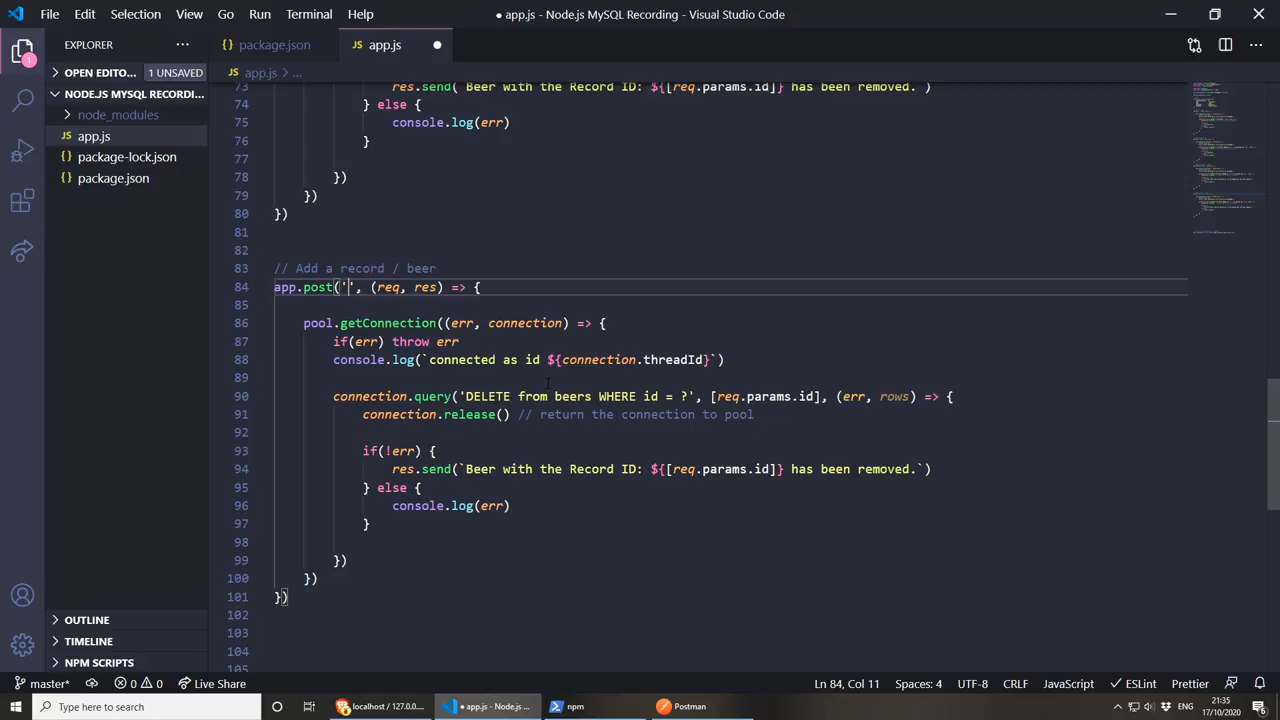 File Edit Selection View Go Run Terminal Help
● app.js - Node.js MySQL Recording - Visual Studio Code
1
EXPLORER
OPEN EDITO... 1 UNSAVED
NODE.JS MYSQL RECORDI...
node_modules
JS app.js
package-lock.json
package.json
OUTLINE
TIMELINE
NPM SCRIPTS
{} package.json
JS app.js ●
JS app.js > ...
73 res.send(`Beer with the Record ID: ${[req.params.id]} has been removed.`)
74 } else {
75 console.log(err)
76 }
77
78 })
79 })
80 })
81
82
83 // Add a record / beer
84 app.post('', (req, res) => {
85
86 pool.getConnection((err, connection) => {
87 if(err) throw err
88 console.log(`connected as id ${connection.threadId}`)
89
90 connection.query('DELETE from beers WHERE id = ?', [req.params.id], (err, rows) => {
91 connection.release() // return the connection to pool
92
93 if(!err) {
94 res.send(`Beer with the Record ID: ${[req.params.id]} has been removed.`)
95 } else {
96 console.log(err)
97 }
98
99 })
100 })
101 })
102
103
104
105
master* 0 0 Live Share
Ln 84, Col 11 Spaces: 4 UTF-8 CRLF JavaScript ESLint Prettier
Type here to search
localhost / 127.0.0....
● app.js - Node.js ...
npm
Postman
21:35
17/10/2020